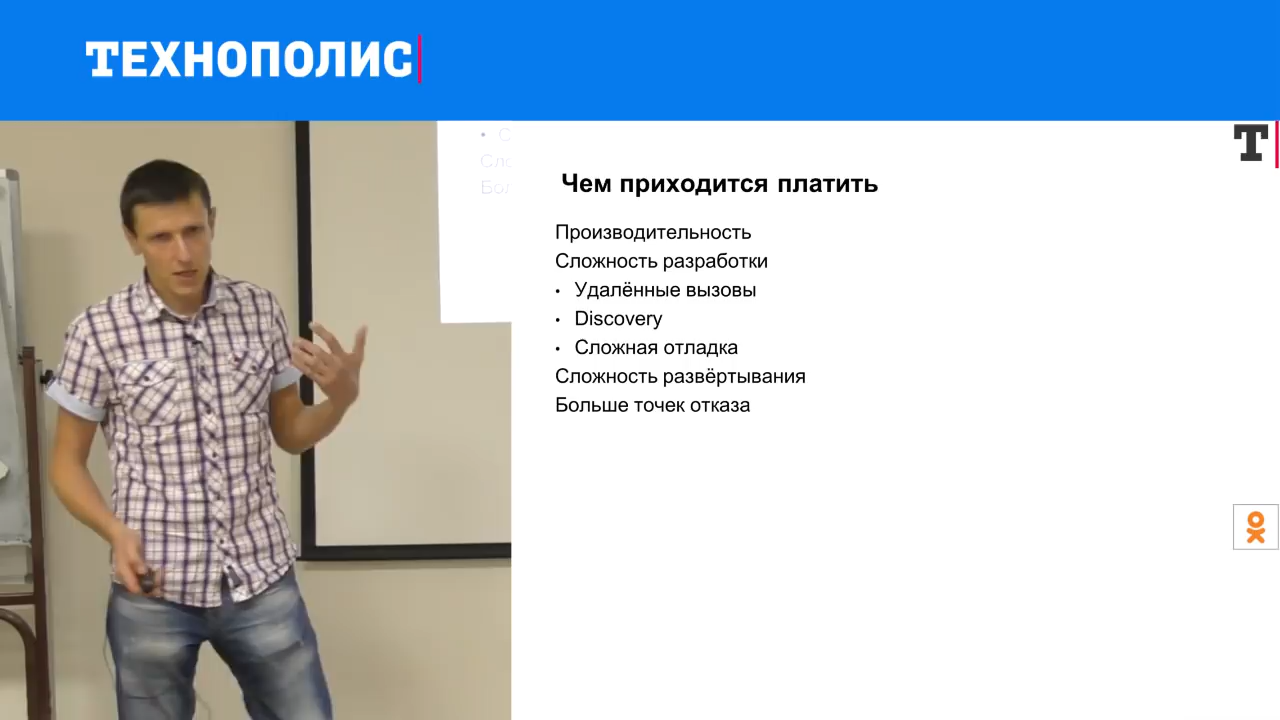 ТЕХНОПОЛИС
Т
Чем приходится платить
Производительность
Сложность разработки
• Удалённые вызовы
• Discovery
• Сложная отладка
Сложность развёртывания
Больше точек отказа